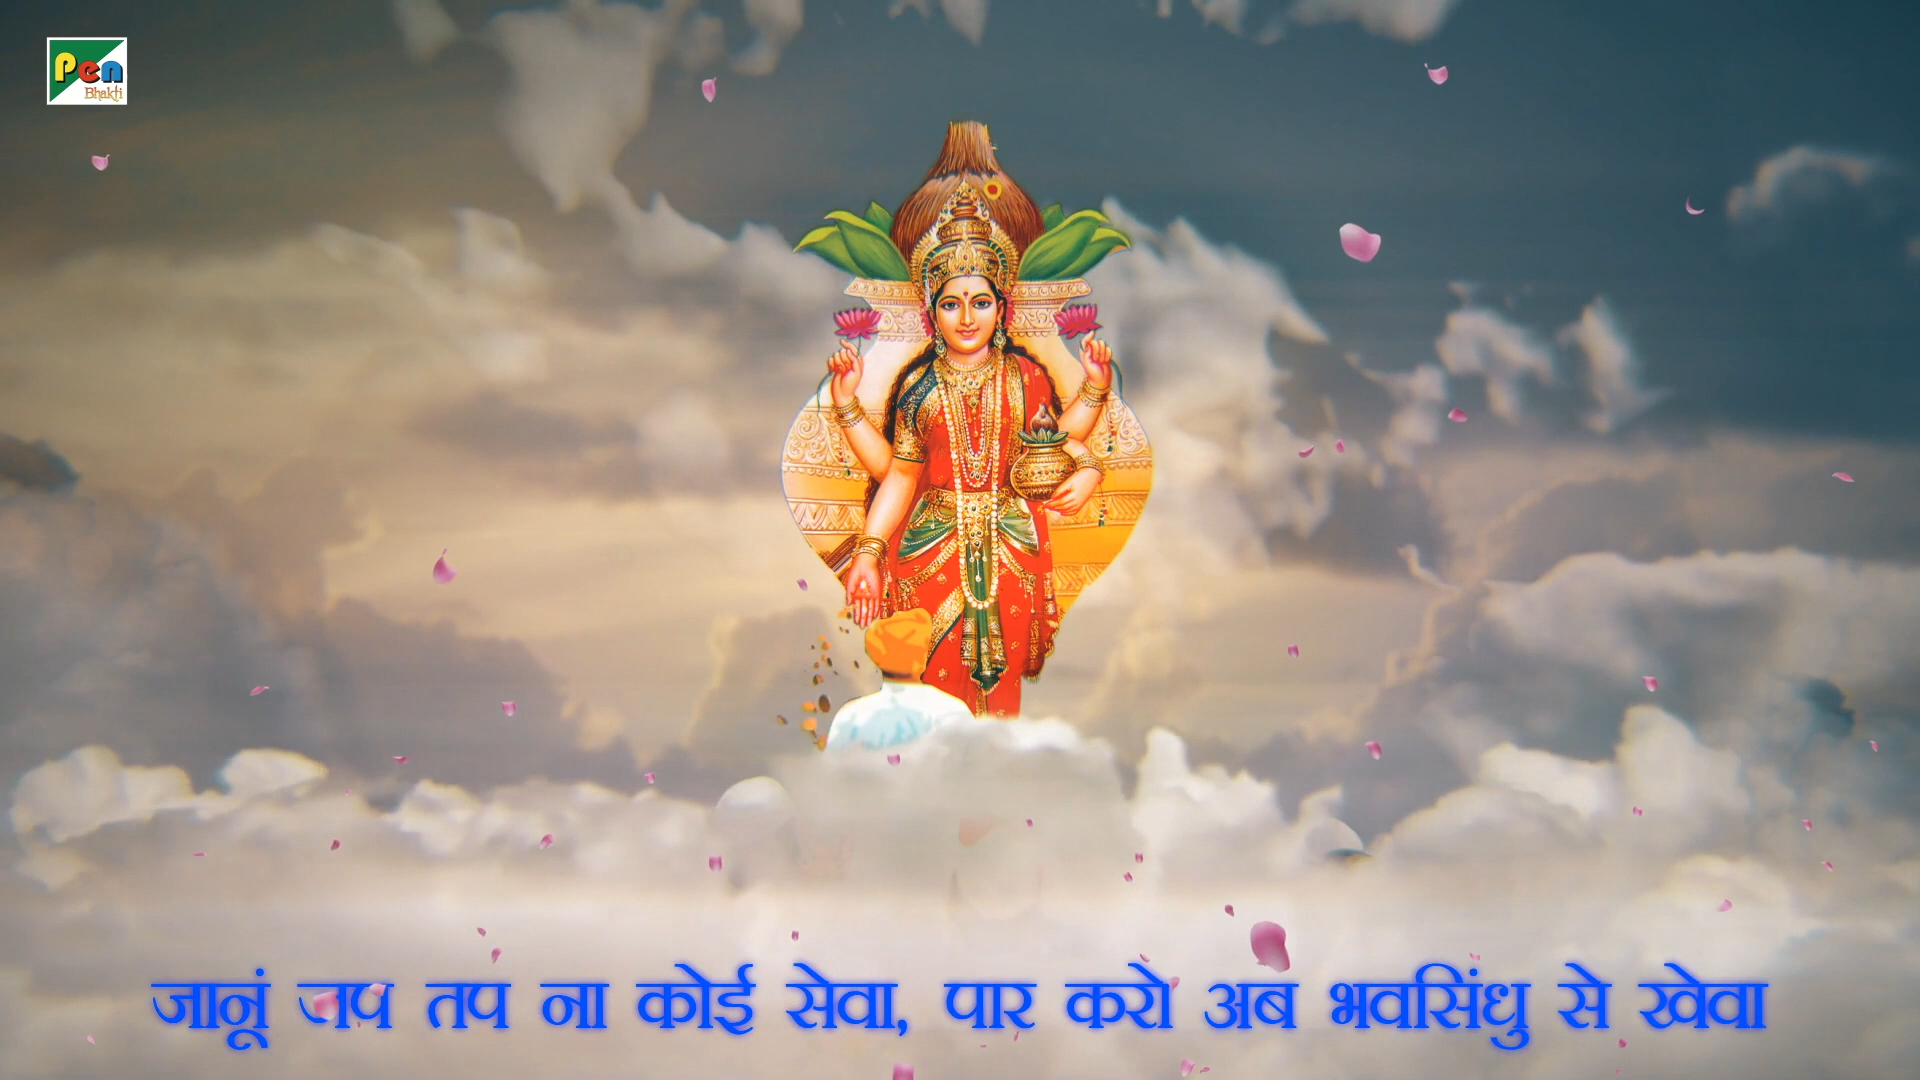 Pen
Bhakti
जानूं जप तप ना कोई सेवा, पार करो अब भवसिंधु से खेवा